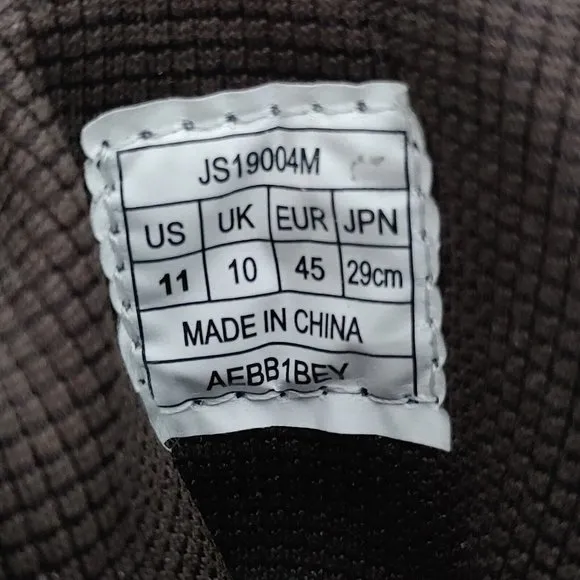 JS19004M
US UK EUR JPN
11 10 45 29cm
MADE IN CHINA
AEBB1BEY